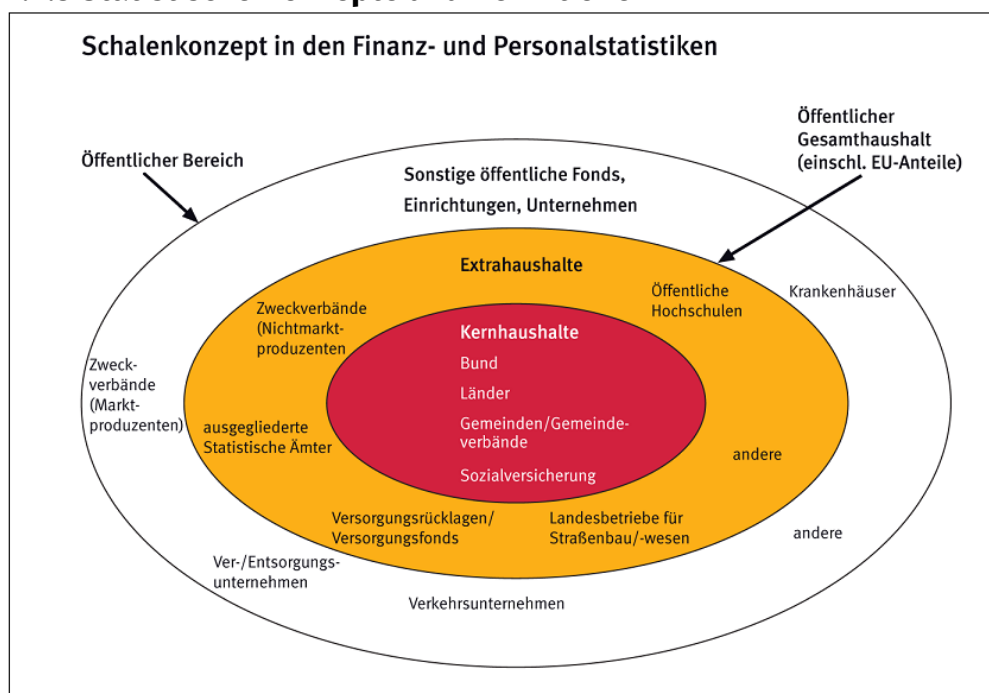 Schalenkonzept in den Finanz- und Personalstatistiken
Öffentlicher Bereich
Öffentlicher
Gesamthaushalt
(einschl. EU-Anteile)
Sonstige öffentliche Fonds,
Einrichtungen, Unternehmen
Extrahaushalte
Öffentliche
Hochschulen
Krankenhäuser
Zweckverbände
(Nichtmarkt-
produzenten
Kernhaushalte
Bund
Länder
Gemeinden/Gemeinde-
verbände
Sozialversicherung
Zweck-
verbände
(Markt-
produzenten)
ausgegliederte
Statistische Ämter
andere
Versorgungsrücklagen/
Versorgungsfonds
Landesbetriebe für
Straßenbau/-wesen
andere
Ver-/Entsorgungs-
unternehmen
Verkehrsunternehmen